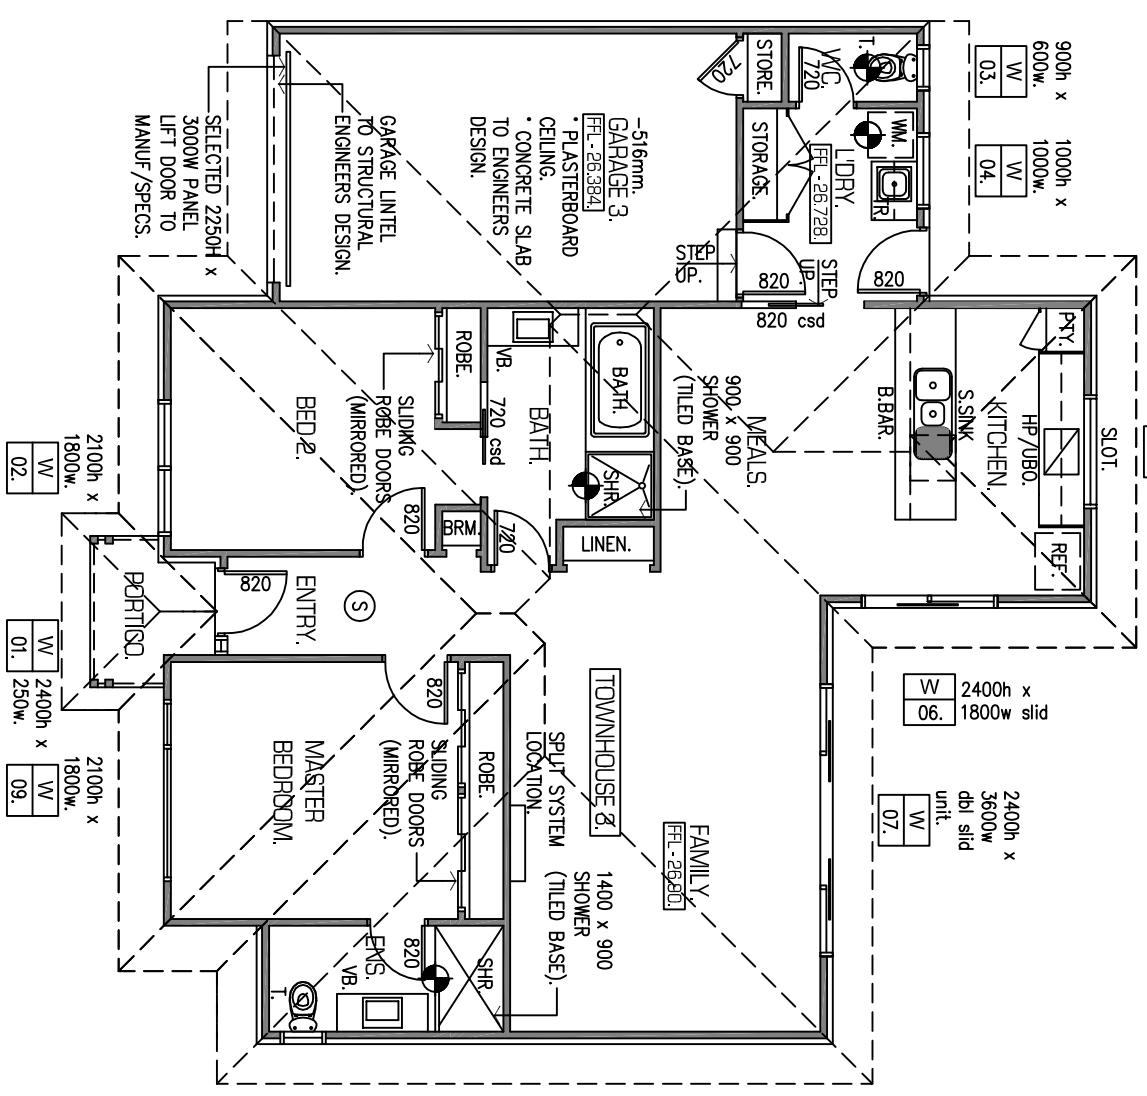 900h x
600w.
W
03.
1000h x
1000w.
W
04.
T.
WC.
720
STORE.
720
WM.
L'DRY.
FFL - 26.728.
TR.
STORAGE.
-516mm.
GARAGE 3.
FFL - 26.384.
• PLASTERBOARD
CEILING.
• CONCRETE SLAB
TO ENGINEERS
DESIGN.
GARAGE LINTEL
TO STRUCTURAL
ENGINEERS DESIGN.
SELECTED 2250H x
3000W PANEL
LIFT DOOR TO
MANUF/SPECS.
STEP
UP.
820
STEP
UP.
820
820 csd
PTY.
SLOT.
HP/UBO.
KITCHEN.
S.SINK
B.BAR.
REF.
MEALS.
900 x 900
SHOWER
(TILED BASE).
BATH.
SHR.
BATH.
VB.
720 csd
ROBE.
SLIDING
ROBE DOORS
(MIRRORED).
BED 2.
820
BRM.
720
LINEN.
2100h x
1800w.
W
02.
PORTICO.
820
ENTRY.
S
W
01.
2400h x
250w.
2100h x
1800w.
W
09.
W
06.
2400h x
1800w slid
2400h x
3600w
dbl slid
unit.
W
07.
TOWNHOUSE 3.
FAMILY.
SPLIT SYSTEM
LOCATION.
1400 x 900
SHOWER
(TILED BASE).
820
ROBE.
SLIDING
ROBE DOORS
(MIRRORED).
MASTER
BEDROOM.
820
ENS.
SHR.
VB.
T.